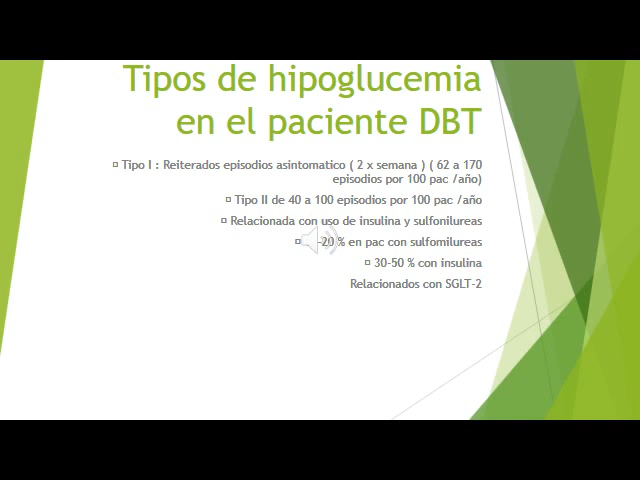 Tipos de hipoglucemia
en el paciente DBT
Tipo I : Reiterados episodios asintomatico ( 2 x semana ) ( 62 a 170
episodios por 100 pac /año)
Tipo II de 40 a 100 episodios por 100 pac /año
Relacionada con uso de insulina y sulfonilureas
-20 % en pac con sulfomilureas
30-50 % con insulina
Relacionados con SGLT-2